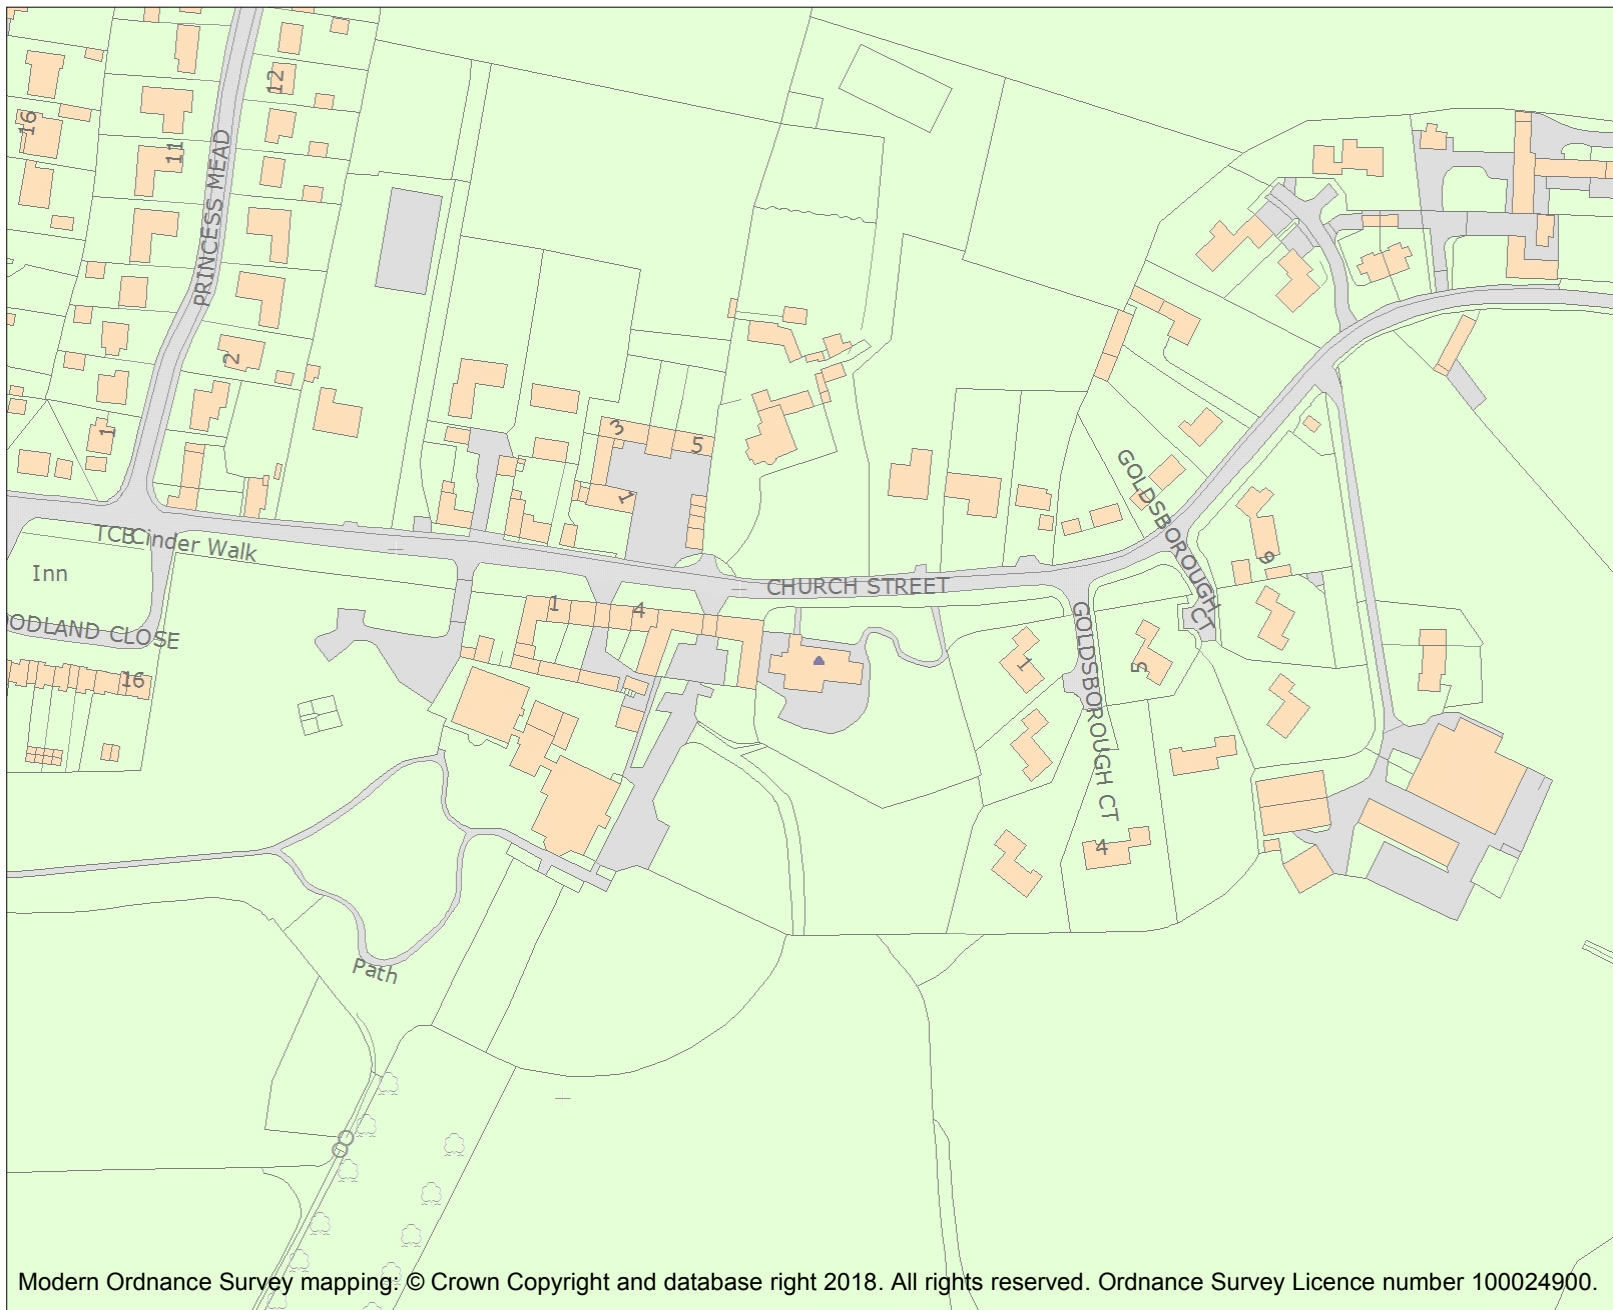 12
16
11
PRINCESS MEAD
2
1
3
5
1
GOLDSBOROUGH CT
TCB
Cinder Walk
Inn
9
CHURCH STREET
1
4
WOODLAND CLOSE
16
GOLDSBOROUGH CT
1
5
4
Path
Modern Ordnance Survey mapping: © Crown Copyright and database right 2018. All rights reserved. Ordnance Survey Licence number 100024900.